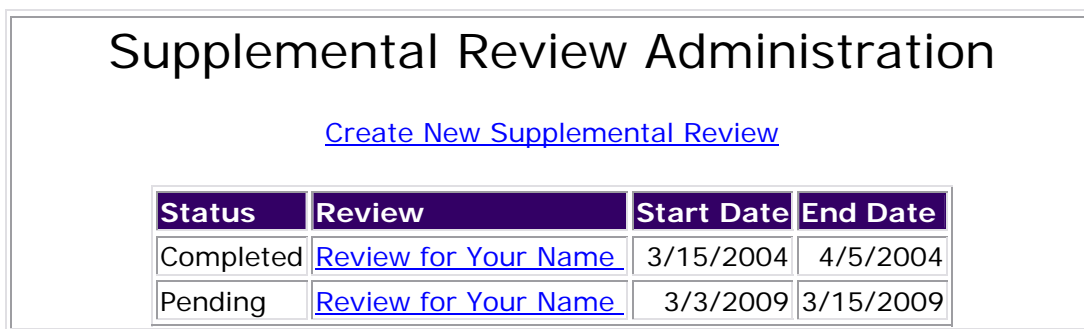 Supplemental Review Administration
Create New Supplemental Review
Status Review Start Date End Date
Completed Review for Your Name 3/15/2004 4/5/2004
Pending Review for Your Name 3/3/2009 3/15/2009